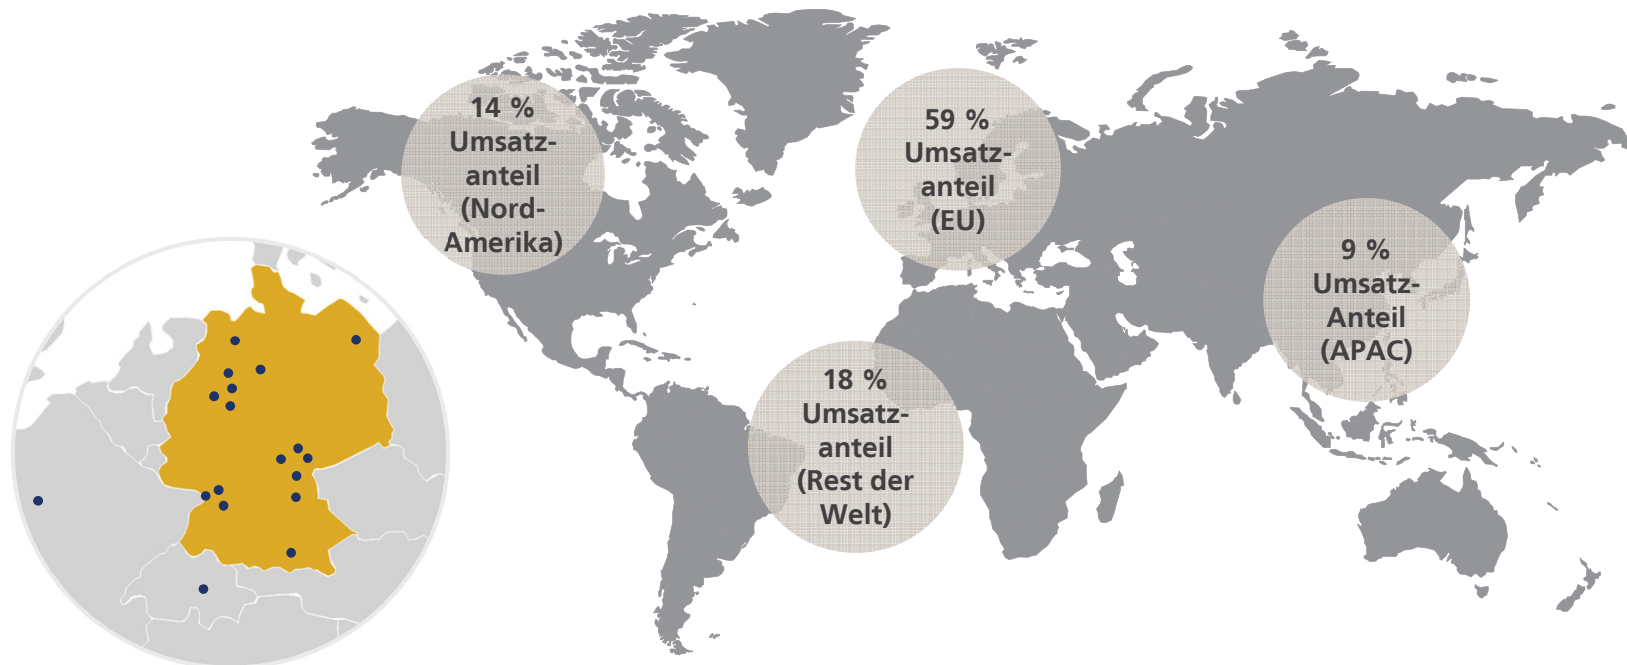 14 %
Umsatz-
anteil
(Nord-
Amerika)
59 %
Umsatz-
anteil
(EU)
9 %
Umsatz-
Anteil
(APAC)
18 %
Umsatz-
anteil
(Rest der
Welt)